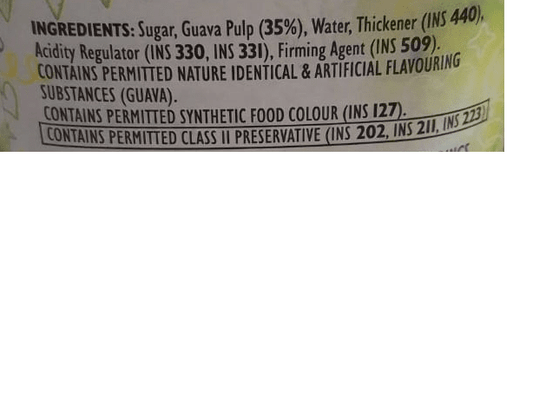 INGREDIENTS: Sugar, Guava Pulp (35%), Water, Thickener (INS 440),
Acidity Regulator (INS 330, INS 331), Firming Agent (INS 509).
CONTAINS PERMITTED NATURE IDENTICAL & ARTIFICIAL FLAVOURING
SUBSTANCES (GUAVA).
CONTAINS PERMITTED SYNTHETIC FOOD COLOUR (INS 127).
CONTAINS PERMITTED CLASS II PRESERVATIVE (INS 202, INS 211, INS 223)